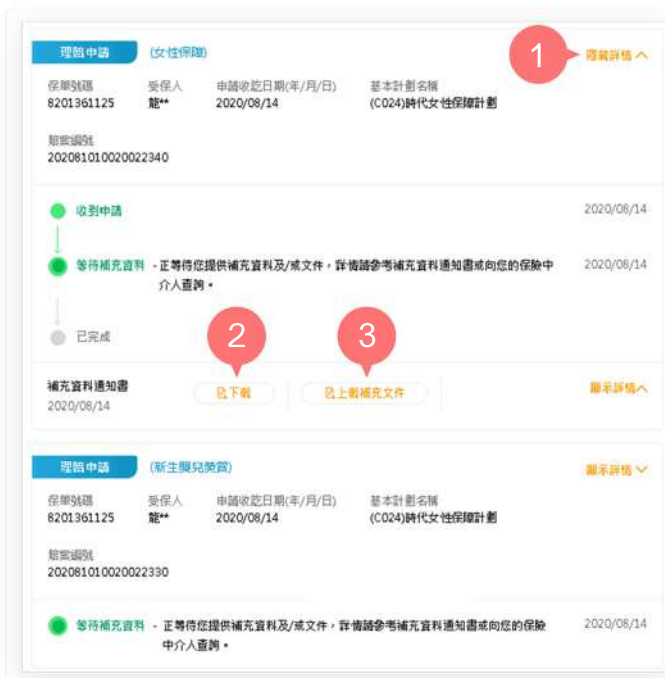 理賠申請 (女性保障) 1 隱藏詳情
保單號碼 受保人 申請收訖日期(年/月/日) 基本計劃名稱
8201361125 龍** 2020/08/14 (C024)時代女性保障計劃
賠案編號
202081010020022340
收到申請 2020/08/14
等待補充資料 - 正等待您提供補充資料及/或文件，詳情請參考補充資料通知書或向您的保險中 2020/08/14
介人查詢。
已完成
2 3
補充資料通知書 下載 上載補充文件 顯示詳情
2020/08/14
理賠申請 (新生嬰兒獎賞) 顯示詳情
保單號碼 受保人 申請收訖日期(年/月/日) 基本計劃名稱
8201361125 龍** 2020/08/14 (C024)時代女性保障計劃
賠案編號
202081010020022330
等待補充資料 - 正等待您提供補充資料及/或文件，詳情請參考補充資料通知書或向您的保險 2020/08/14
中介人查詢。